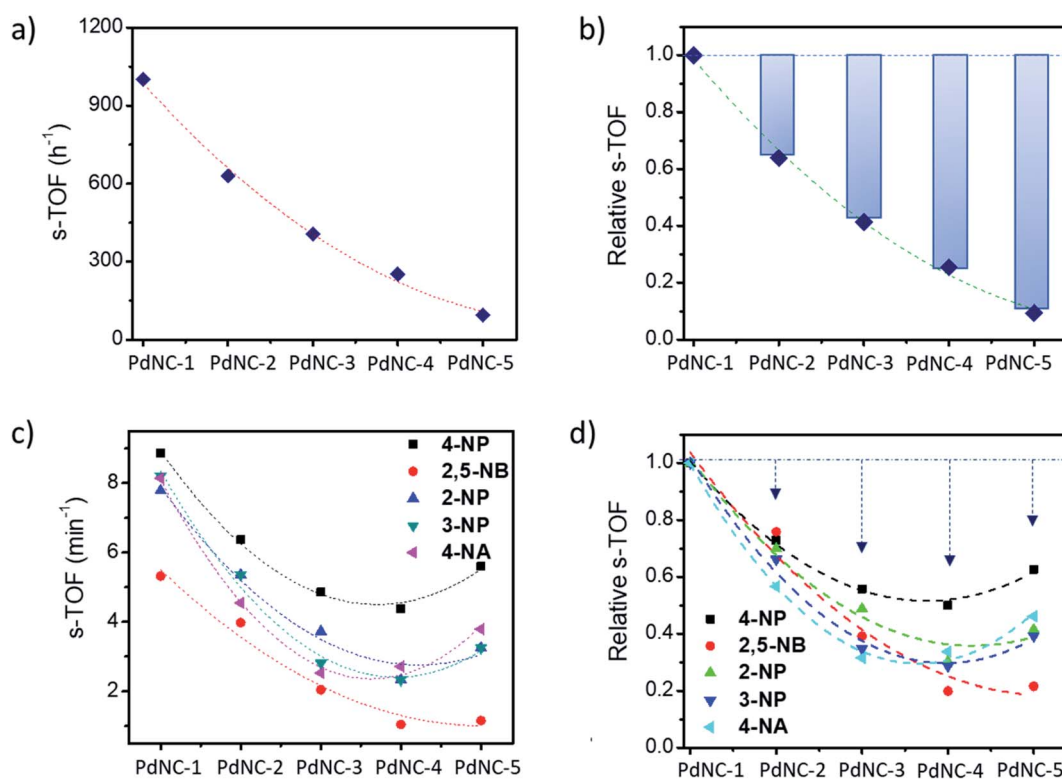 a)
1200
900
600
300
0
s-TOF (h⁻¹)
PdNC-1 PdNC-2 PdNC-3 PdNC-4 PdNC-5
b)
1.0
0.8
0.6
0.4
0.2
0.0
Relative s-TOF
PdNC-1 PdNC-2 PdNC-3 PdNC-4 PdNC-5
c)
8
6
4
2
s-TOF (min⁻¹)
4-NP
2,5-NB
2-NP
3-NP
4-NA
PdNC-1 PdNC-2 PdNC-3 PdNC-4 PdNC-5
d)
1.0
0.8
0.6
0.4
0.2
0.0
Relative s-TOF
4-NP
2,5-NB
2-NP
3-NP
4-NA
PdNC-1 PdNC-2 PdNC-3 PdNC-4 PdNC-5